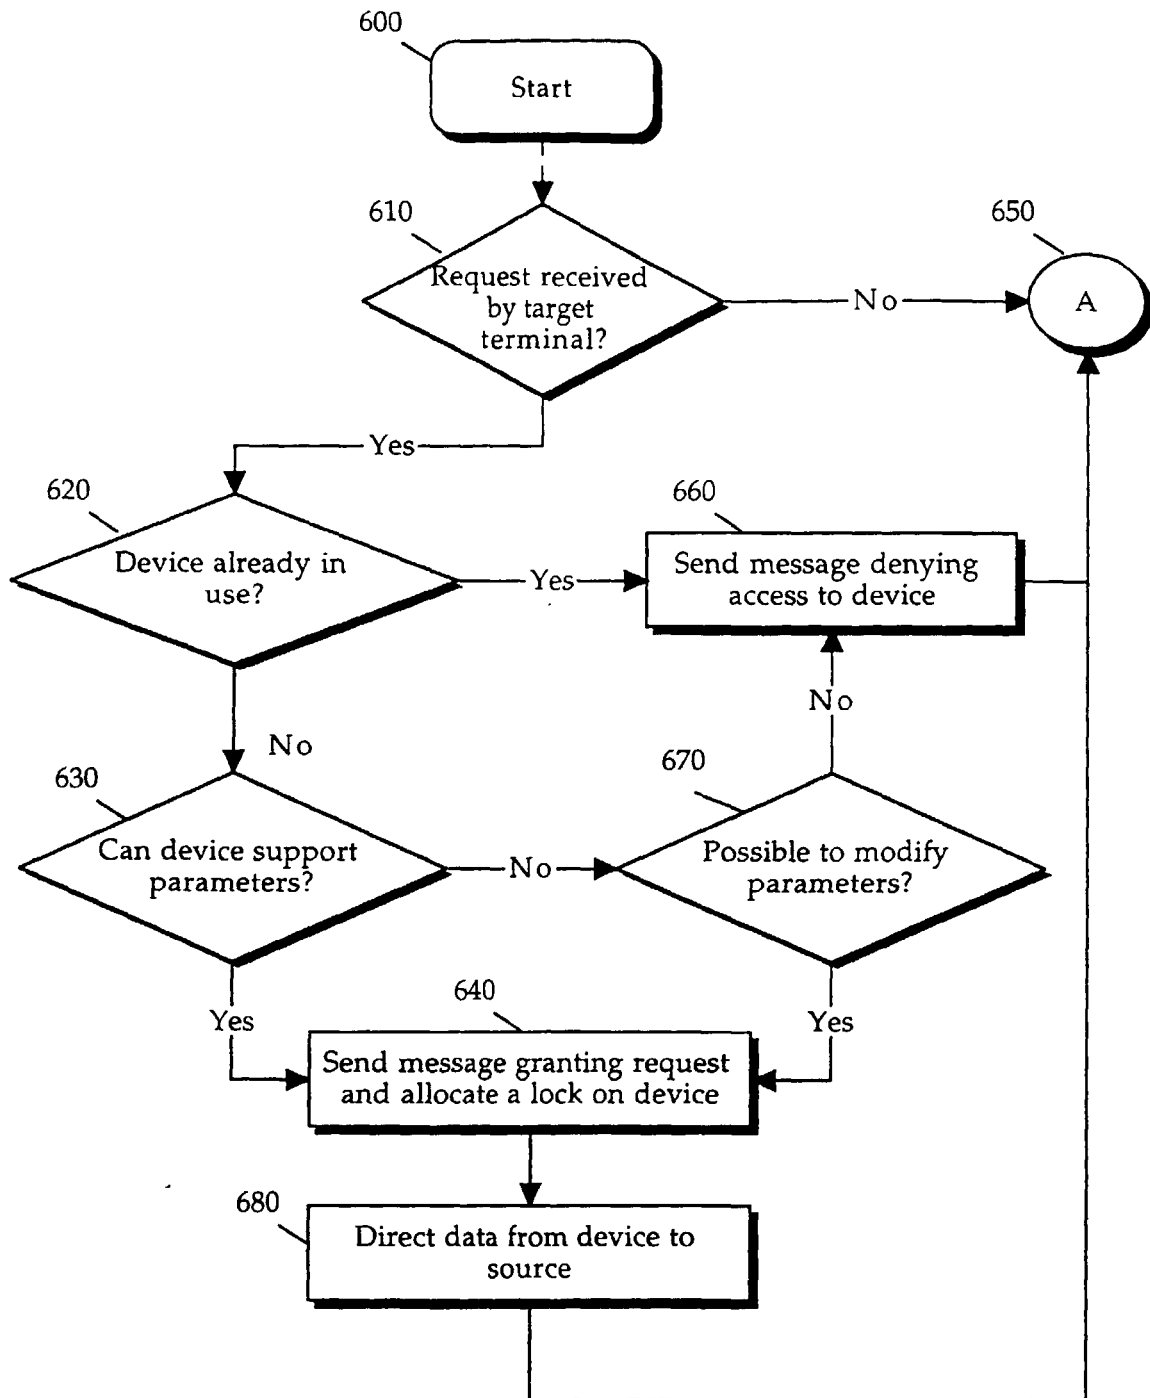 600
Start
610
Request received
by target
terminal?
No
650
A
Yes
620
Device already in
use?
Yes
660
Send message denying
access to device
No
No
630
Can device support
parameters?
No
670
Possible to modify
parameters?
Yes
Yes
640
Send message granting request
and allocate a lock on device
680
Direct data from device to
source